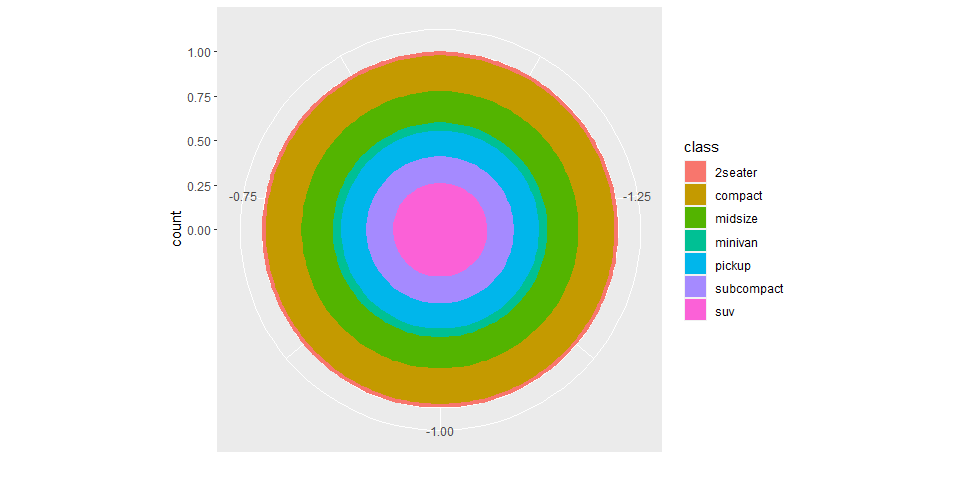 1.00
0.75
0.50
0.25
0.00
count
-0.75
-1.25
-1.00
class
2seater
compact
midsize
minivan
pickup
subcompact
suv